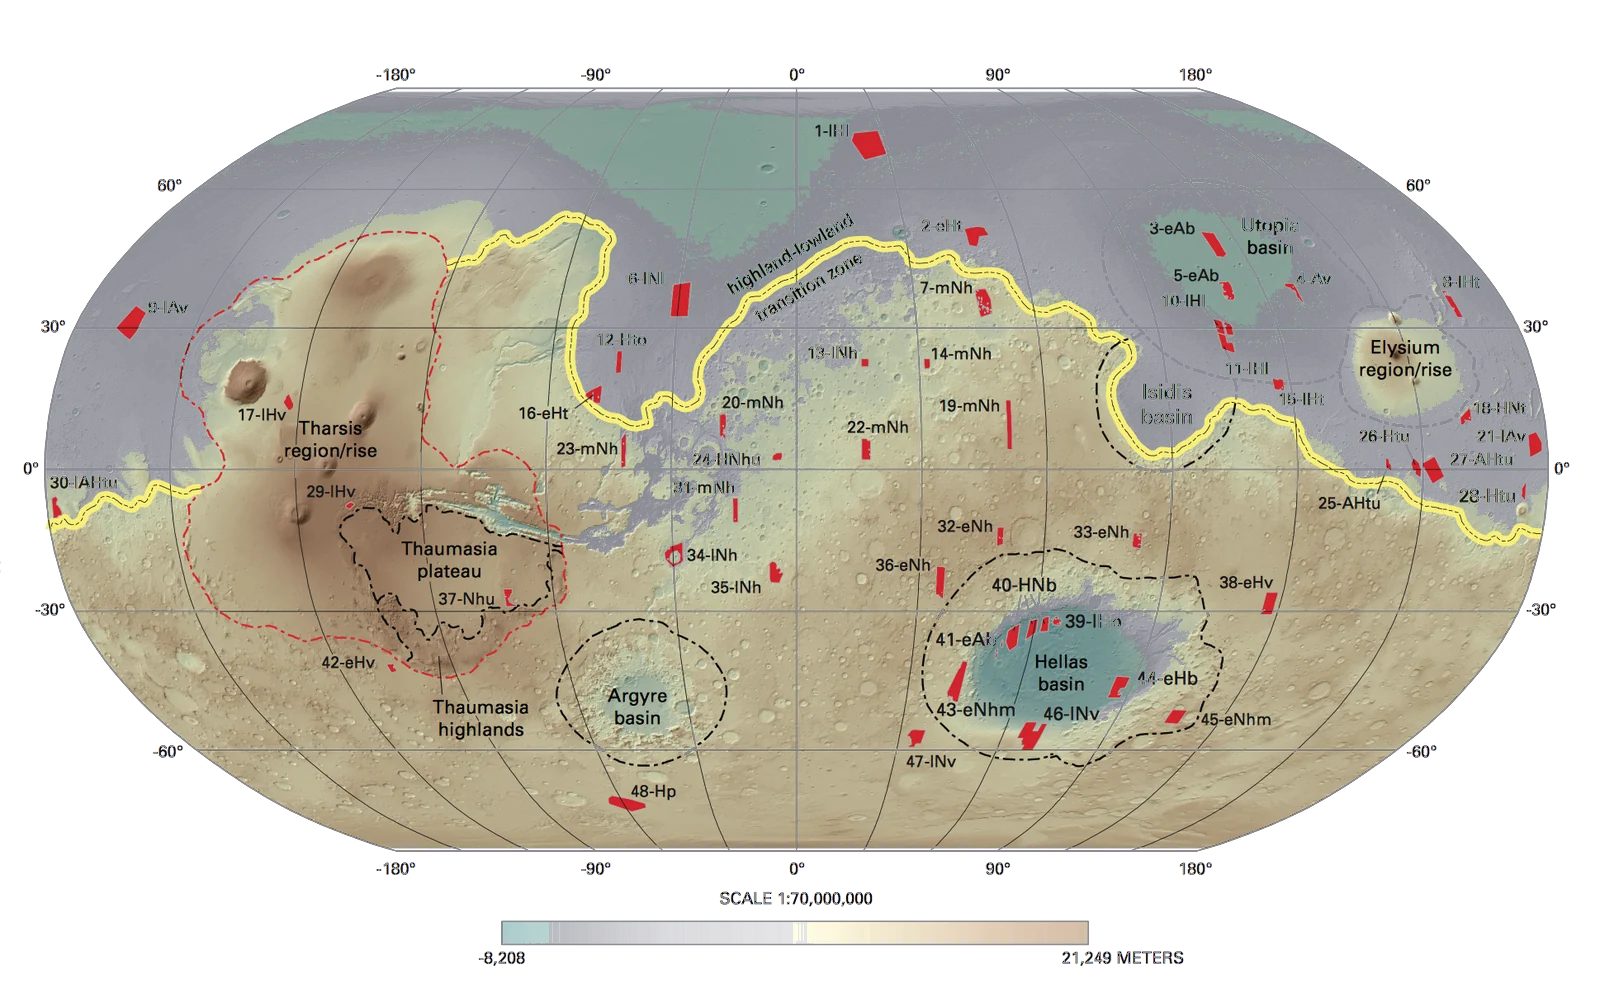 -180°
-90°
0°
90°
180°
60°
60°
30°
30°
0°
0°
-30°
-30°
-60°
-60°
1-lHl
2-eHt
3-eAb
Utopia
basin
5-eAb
4-Av
10-lHl
8-lHt
6-lNl
7-mNh
highland-lowland
transition zone
9-lAv
12-Hto
13-lNh
14-mNh
11-lHl
Elysium
region/rise
Isidis
basin
15-lHt
16-eHt
17-lHv
Tharsis
region/rise
20-mNh
19-mNh
18-HNt
22-mNh
26-Htu
21-lAv
23-mNh
24-HNhu
27-AHtu
30-lAHtu
29-lHv
31-mNh
28-Htu
25-AHtu
32-eNh
33-eNh
Thaumasia
plateau
34-lNh
35-lNh
36-eNh
37-Nhu
40-HNb
38-eHv
41-eAb
Hellas
basin
42-eHv
44-eHb
Argyre
basin
Thaumasia
highlands
43-eNhm
46-lNv
45-eNhm
47-lNv
48-Hp
-180°
-90°
0°
90°
180°
SCALE 1:70,000,000
-8,208
21,249 METERS